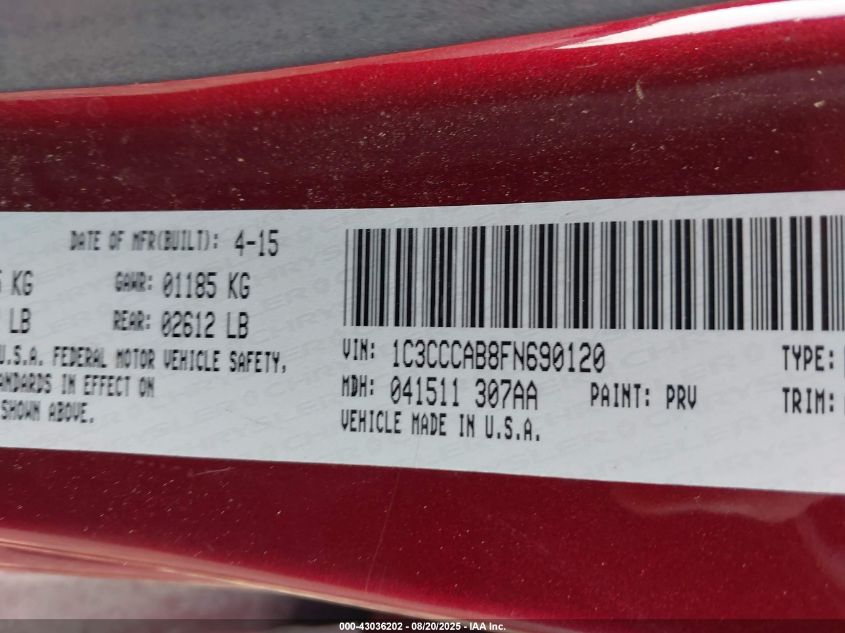 DATE OF MFR(BUILT): 4-15
KG GAWR: 01185 KG
LB REAR: 02612 LB
U.S.A. FEDERAL MOTOR VEHICLE SAFETY,
IN EFFECT ON
SHOWN ABOVE.
VIN: 1C3CCCAB8FN690120 TYPE:
MDH: 041511 307AA PAINT: PRV TRIM:
VEHICLE MADE IN U.S.A.
000-43036202 - 08/20/2025 - IAA Inc.